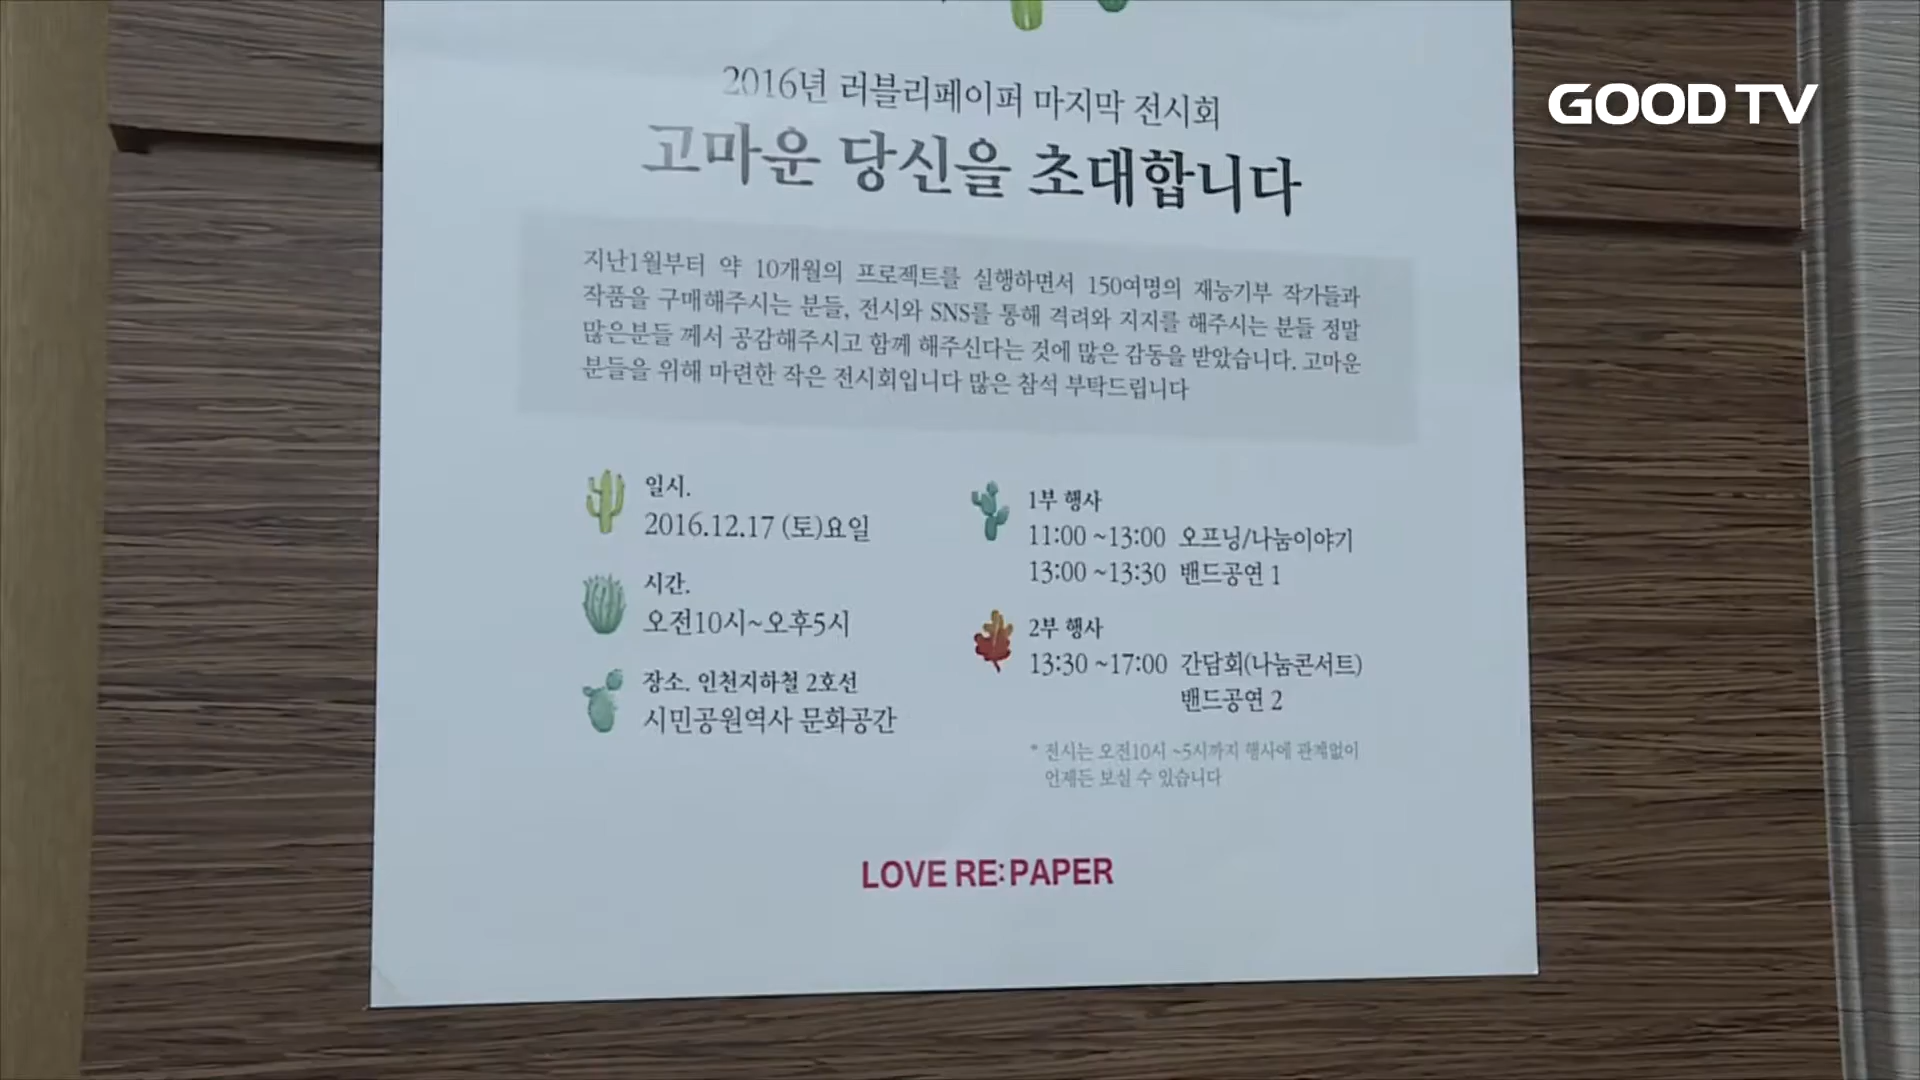 GOOD TV
2016년 러블리페이퍼 마지막 전시회
고마운 당신을 초대합니다
지난1월부터 약 10개월의 프로젝트를 실행하면서 150여명의 재능기부 작가들과
작품을 구매해주시는 분들, 전시와 SNS를 통해 격려와 지지를 해주시는 분들 정말
많은분들 께서 공감해주시고 함께 해주신다는 것에 많은 감동을 받았습니다. 고마운
분들을 위해 마련한 작은 전시회입니다 많은 참석 부탁드립니다
일시.
2016.12.17 (토)요일
시간.
오전10시~오후5시
장소. 인천지하철 2호선
시민공원역사 문화공간
1부 행사
11:00 ~13:00 오프닝/나눔이야기
13:00 ~13:30 밴드공연 1
2부 행사
13:30 ~17:00 간담회(나눔콘서트)
밴드공연 2
* 전시는 오전10시 ~5시까지 행사에 관계없이
언제든 보실 수 있습니다
LOVE RE:PAPER